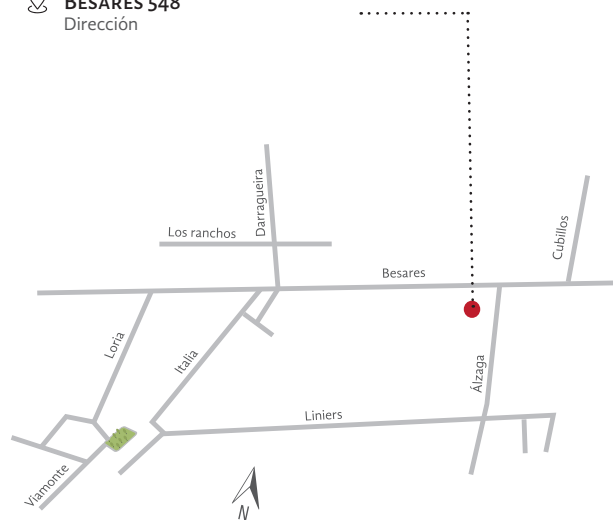 BESARES 548
Dirección
Darragueira
Los ranchos
Cubillos
Besares
Loria
Italia
Álzaga
Liniers
Viamonte
N